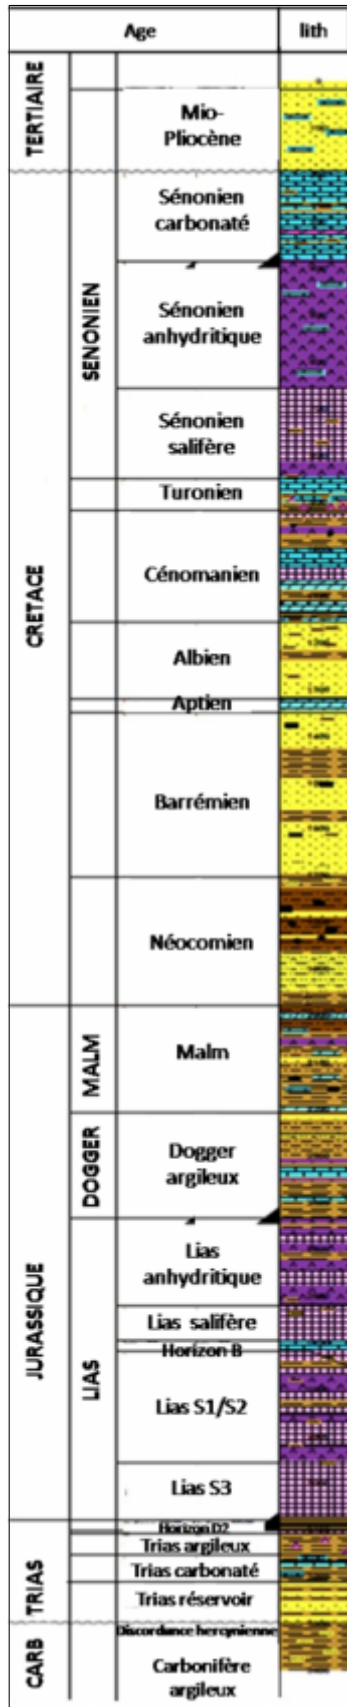 Age
lith
TERTIAIRE
Mio-
Pliocène
CRETACE
SENONIEN
Sénonien
carbonaté
Sénonien
anhydritique
Sénonien
salifère
Turonien
Cénomanien
Albien
Aptien
Barrémien
Néocomien
JURASSIQUE
MALM
Malm
DOGGER
Dogger
argileux
LIAS
Lias
anhydritique
Lias salifère
Horizon B
Lias S1/S2
Lias S3
TRIAS
Horizon D2
Trias argileux
Trias carbonaté
Trias réservoir
CARB
Discordance hercynienne
Carbonifère
argileux